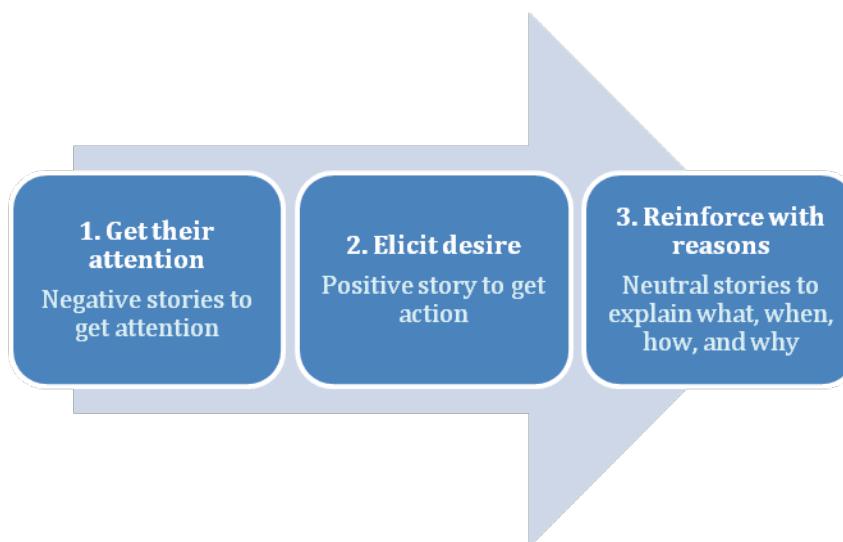 1. Get their
attention
Negative stories to
get attention
2. Elicit desire
Positive story to get
action
3. Reinforce with
reasons
Neutral stories to
explain what, when,
how, and why